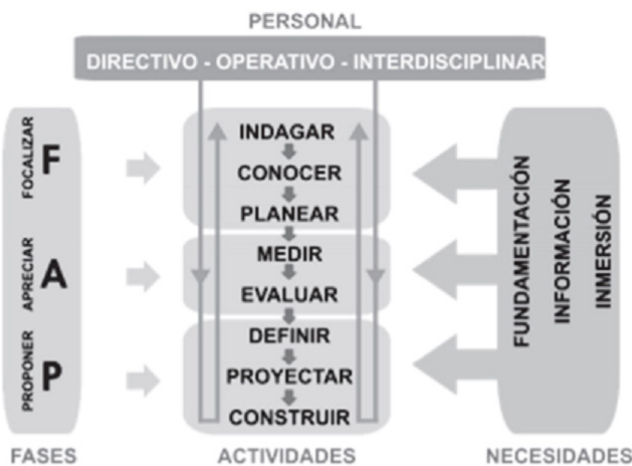 PERSONAL
DIRECTIVO - OPERATIVO - INTERDISCIPLINAR
FOCALIZAR
F
APRECIAR
A
PROPONER
P
INDAGAR
CONOCER
PLANEAR
MEDIR
EVALUAR
DEFINIR
PROYECTAR
CONSTRUIR
FUNDAMENTACIÓN
INFORMACIÓN
INMERSIÓN
FASES
ACTIVIDADES
NECESIDADES